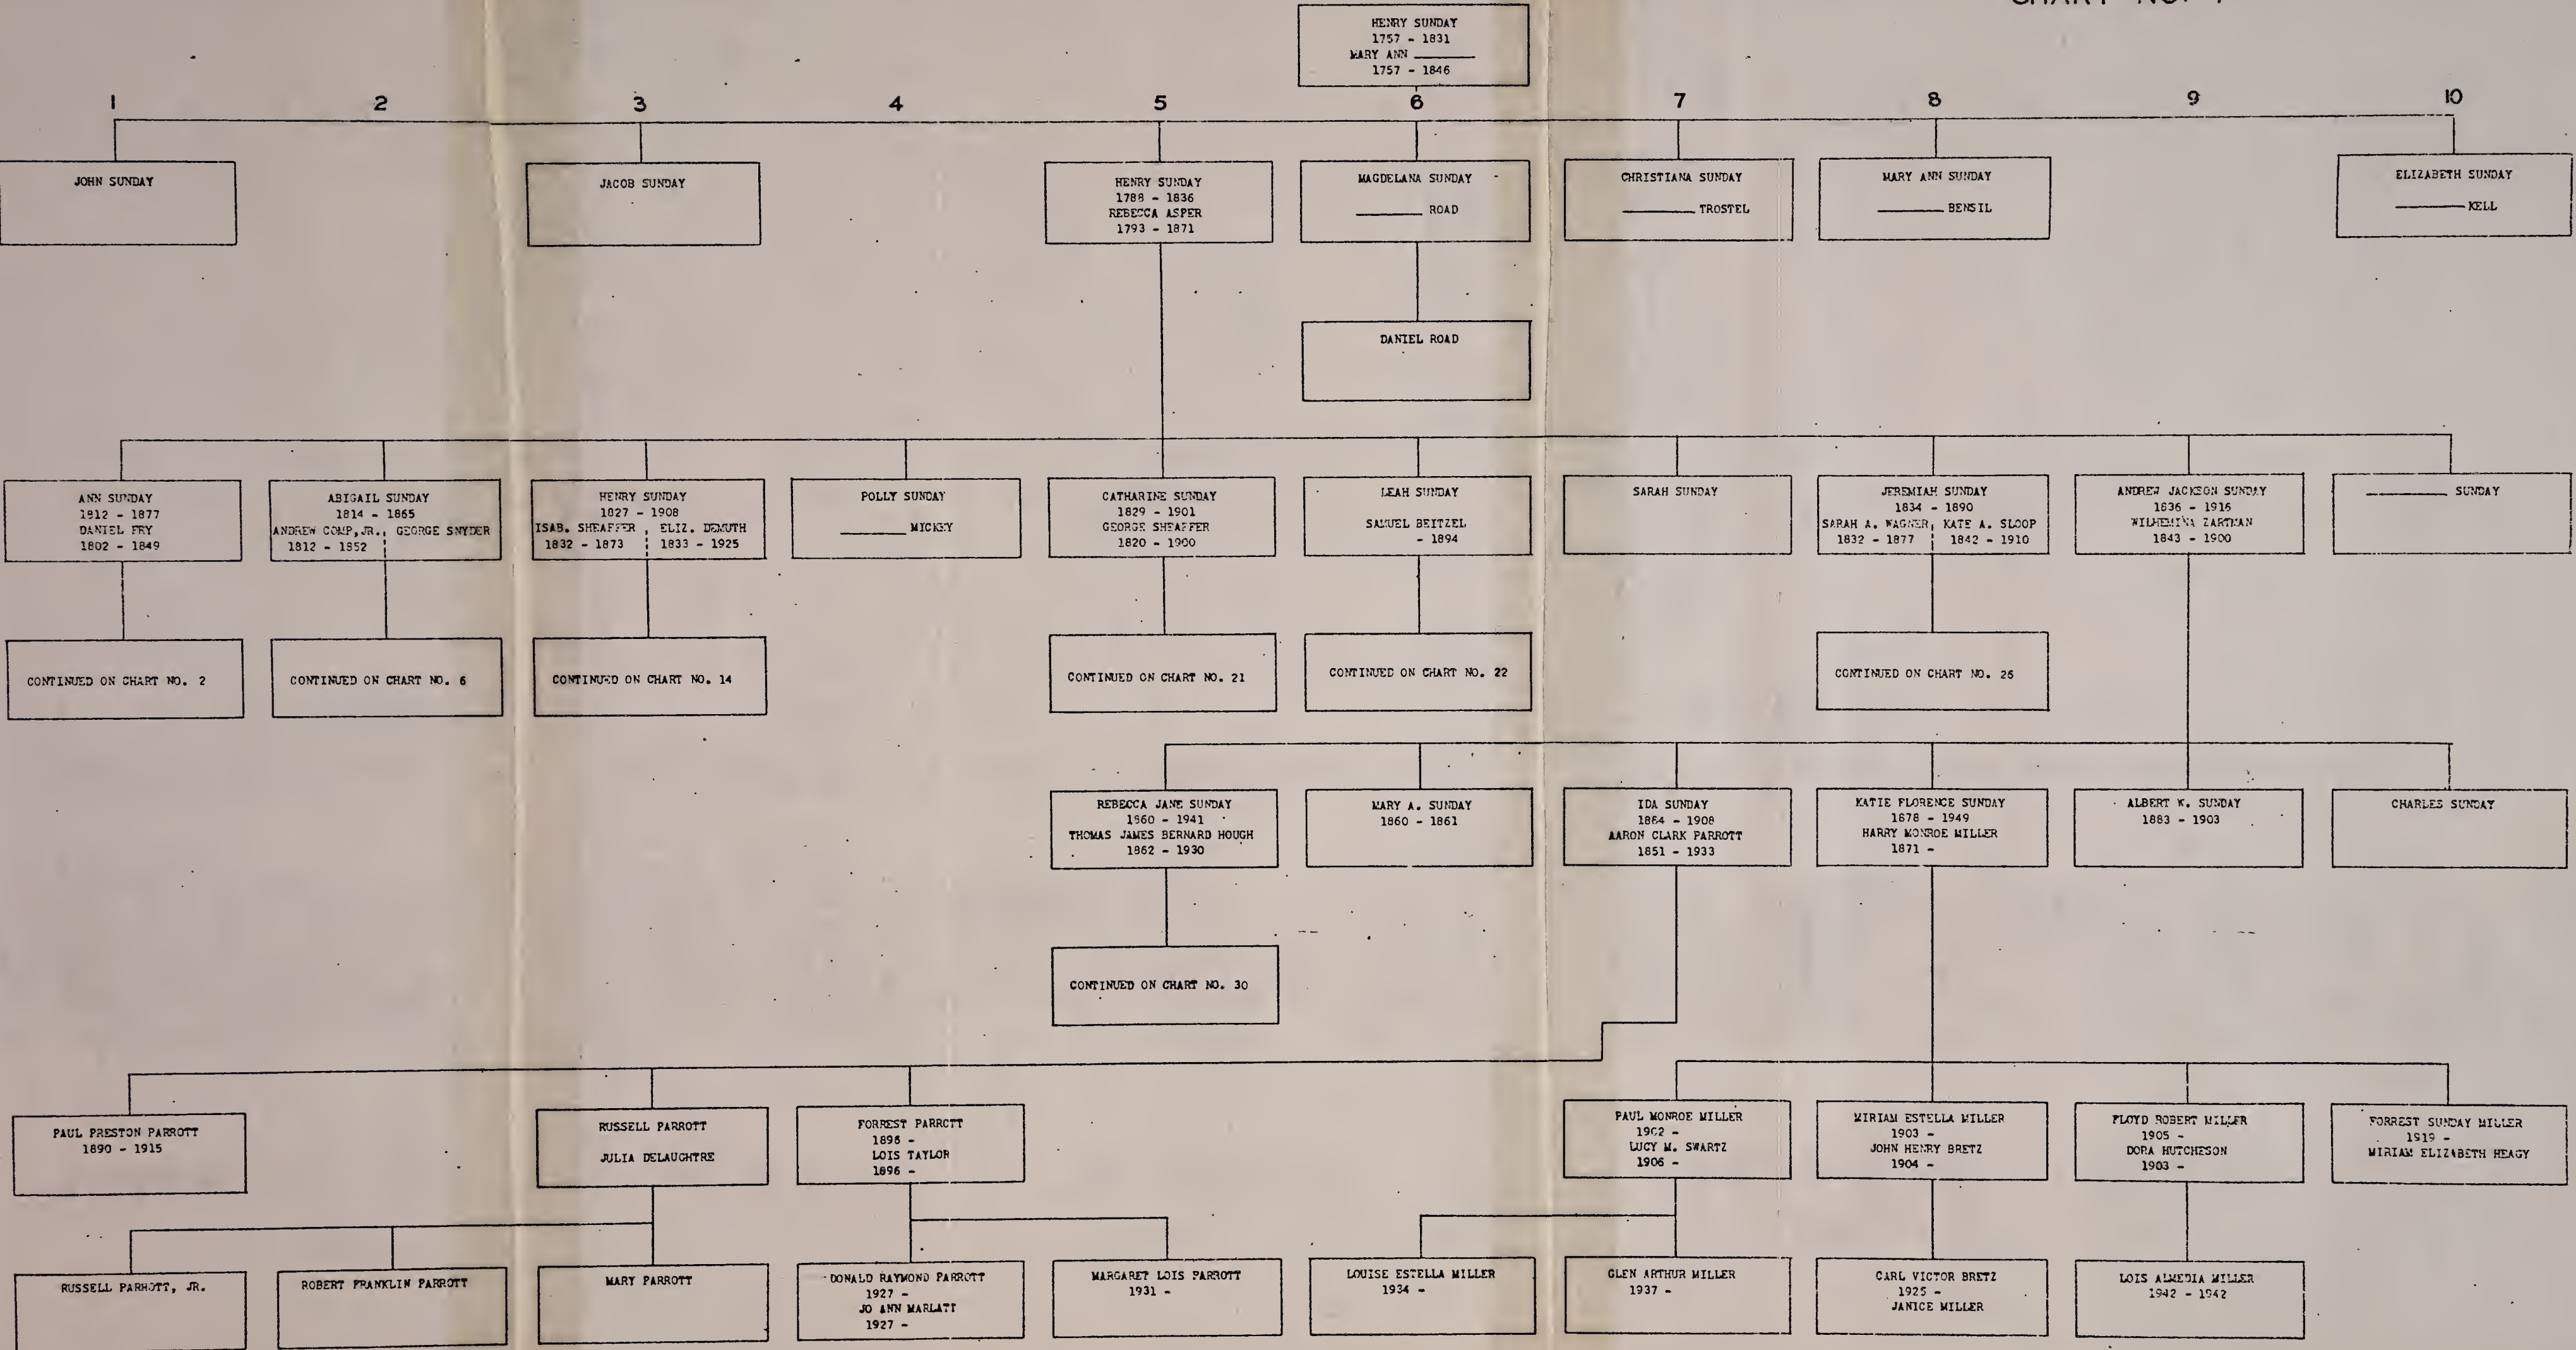 CHART NO. 1
HENRY SUNDAY
1757 - 1831
MARY ANN ______
1757 - 1846
1 2 3 4 5 6 7 8 9 10
JOHN SUNDAY
JACOB SUNDAY
HENRY SUNDAY
1788 - 1836
REBECCA ASPER
1793 - 1871
MAGDELANA SUNDAY
______ ROAD
CHRISTIANA SUNDAY
______ TROSTEL
MARY ANN SUNDAY
______ BENSIL
ELIZABETH SUNDAY
______ KELL
DANIEL ROAD
ANN SUNDAY
1812 - 1877
DANIEL FRY
1802 - 1849
ABIGAIL SUNDAY
1814 - 1865
ANDREW COMP, JR. GEORGE SNYDER
1812 - 1852
HENRY SUNDAY
1827 - 1908
ISAB. SHEAFFER ELIZ. DEMUTH
1832 - 1873 1833 - 1925
POLLY SUNDAY
______ MICKEY
CATHARINE SUNDAY
1829 - 1901
GEORGE SHEAFFER
1820 - 1900
LEAH SUNDAY
SAMUEL BEITZEL
- 1894
SARAH SUNDAY
JEREMIAH SUNDAY
1834 - 1890
SARAH A. WAGNER KATE A. SLOOP
1832 - 1877 1842 - 1910
ANDREW JACKSON SUNDAY
1836 - 1916
WILHEMINA ZARTMAN
1843 - 1900
______ SUNDAY
CONTINUED ON CHART NO. 2
CONTINUED ON CHART NO. 6
CONTINUED ON CHART NO. 14
CONTINUED ON CHART NO. 21
CONTINUED ON CHART NO. 22
CONTINUED ON CHART NO. 26
REBECCA JANE SUNDAY
1860 - 1941
THOMAS JAMES BERNARD HOUGH
1862 - 1930
MARY A. SUNDAY
1860 - 1861
IDA SUNDAY
1864 - 1908
AARON CLARK PARROTT
1851 - 1933
KATIE FLORENCE SUNDAY
1878 - 1949
HARRY MONROE MILLER
1871 -
ALBERT W. SUNDAY
1883 - 1903
CHARLES SUNDAY
CONTINUED ON CHART NO. 30
PAUL PRESTON PARROTT
1890 - 1915
RUSSELL PARROTT
JULIA DELAUGHTRE
FORREST PARROTT
1896 -
LOIS TAYLOR
1896 -
PAUL MONROE MILLER
1902 -
LUCY M. SWARTZ
1906 -
MIRIAM ESTELLA MILLER
1903 -
JOHN HENRY BRETZ
1904 -
FLOYD ROBERT MILLER
1905 -
DORA HUTCHESON
1903 -
FORREST SUNDAY MILLER
1919 -
MIRIAM ELIZABETH HEAGY
RUSSELL PARROTT, JR.
ROBERT FRANKLIN PARROTT
MARY PARROTT
DONALD RAYMOND PARROTT
1927 -
JO ANN MARLATT
1927 -
MARGARET LOIS PARROTT
1931 -
LOUISE ESTELLA MILLER
1934 -
GLEN ARTHUR MILLER
1937 -
CARL VICTOR BRETZ
1925 -
JANICE MILLER
LOIS ALMEDIA MILLER
1942 - 1942